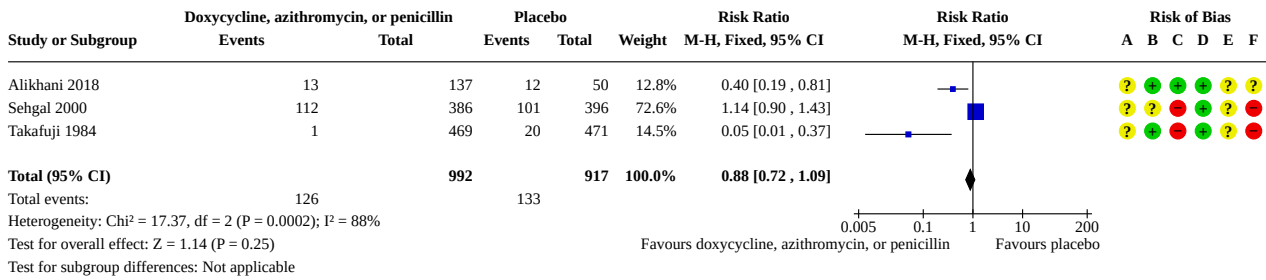 Doxycycline, azithromycin, or penicillin Placebo Risk Ratio Risk Ratio Risk of Bias
Study or Subgroup Events Total Events Total Weight M-H, Fixed, 95% CI M-H, Fixed, 95% CI A B C D E F
Alikhani 2018 13 137 12 50 12.8% 0.40 [0.19 , 0.81] ? + + + ? ?
Sehgal 2000 112 386 101 396 72.6% 1.14 [0.90 , 1.43] ? ? − + ? −
Takafuji 1984 1 469 20 471 14.5% 0.05 [0.01 , 0.37] ? + − + ? −
Total (95% CI) 992 917 100.0% 0.88 [0.72 , 1.09]
Total events: 126 133
Heterogeneity: Chi² = 17.37, df = 2 (P = 0.0002); I² = 88%
0.005 0.1 1 10 200
Test for overall effect: Z = 1.14 (P = 0.25)
Favours doxycycline, azithromycin, or penicillin Favours placebo
Test for subgroup differences: Not applicable